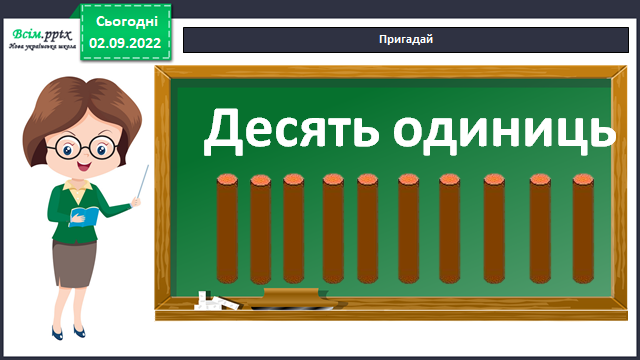 Всім.pptx
Нова українська школа
Сьогодні
02.09.2022
Пригадай
Десять одиниць